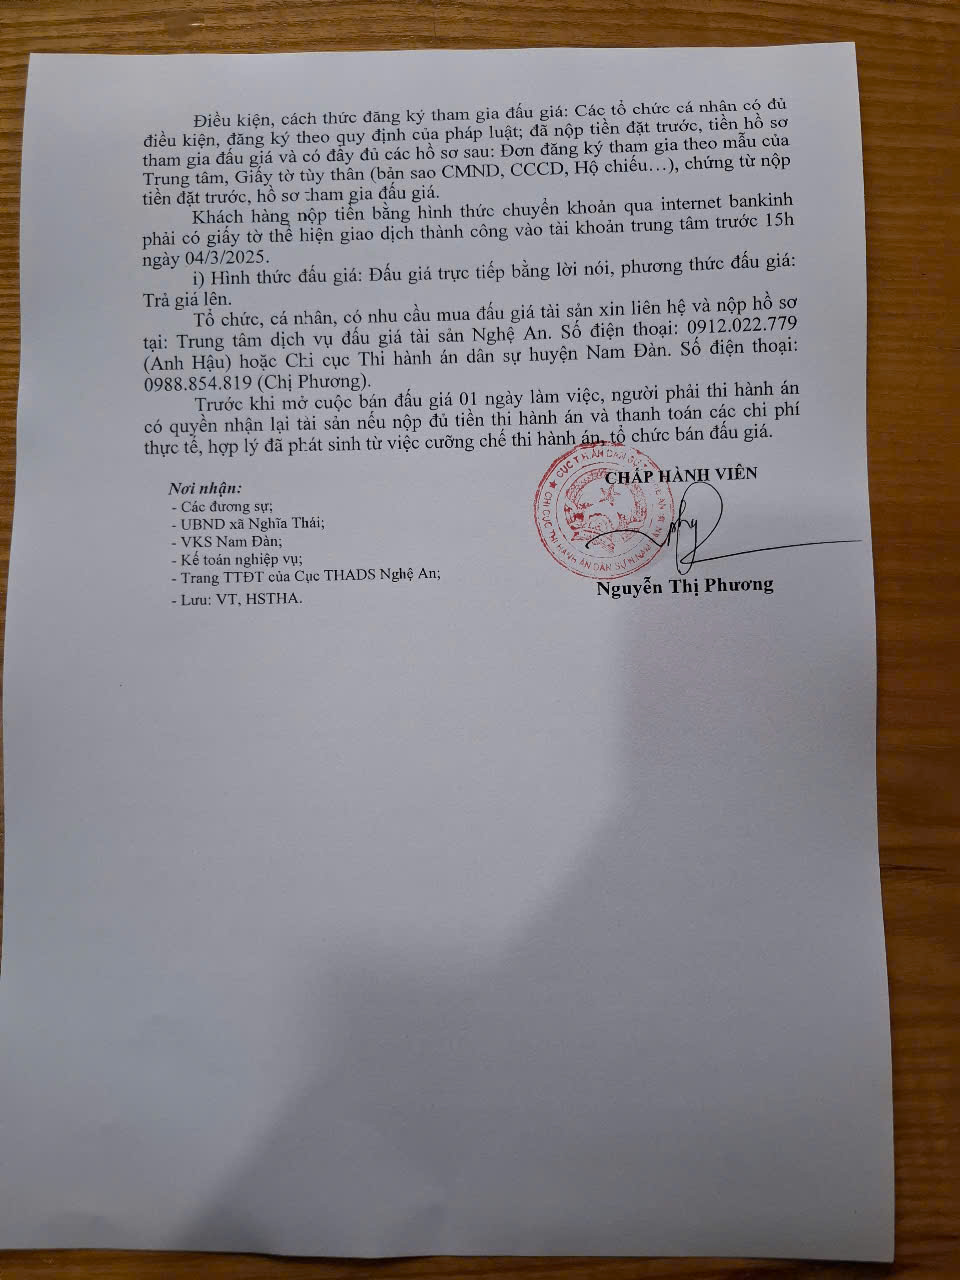 Điều kiện, cách thức đăng ký tham gia đấu giá: Các tổ chức cá nhân có đủ
điều kiện, đăng ký theo quy định của pháp luật; đã nộp tiền đặt trước, tiền hồ sơ
tham gia đấu giá và có đầy đủ các hồ sơ sau: Đơn đăng ký tham gia theo mẫu của
Trung tâm, Giấy tờ tùy thân (bản sao CMND, CCCD, Hộ chiếu…), chứng từ nộp
tiền đặt trước, hồ sơ tham gia đấu giá.
Khách hàng nộp tiền bằng hình thức chuyển khoản qua internet bankinh
phải có giấy tờ thể hiện giao dịch thành công vào tài khoản trung tâm trước 15h
ngày 04/3/2025.
i) Hình thức đấu giá: Đấu giá trực tiếp bằng lời nói, phương thức đấu giá:
Trả giá lên.
Tổ chức, cá nhân, có nhu cầu mua đấu giá tài sản xin liên hệ và nộp hồ sơ
tại: Trung tâm dịch vụ đấu giá tài sản Nghệ An. Số điện thoại: 0912.022.779
(Anh Hậu) hoặc Chi cục Thi hành án dân sự huyện Nam Đàn. Số điện thoại:
0988.854.819 (Chị Phương).
Trước khi mở cuộc bán đấu giá 01 ngày làm việc, người phải thi hành án
có quyền nhận lại tài sản nếu nộp đủ tiền thi hành án và thanh toán các chi phí
thực tế, hợp lý đã phát sinh từ việc cưỡng chế thi hành án, tổ chức bán đấu giá.
CHẤP HÀNH VIÊN
Nơi nhận:
- Các đương sự;
- UBND xã Nghĩa Thái;
- VKS Nam Đàn;
- Kế toán nghiệp vụ;
- Trang TTĐT của Cục THADS Nghệ An;
- Lưu: VT, HSTHA.
Nguyễn Thị Phương